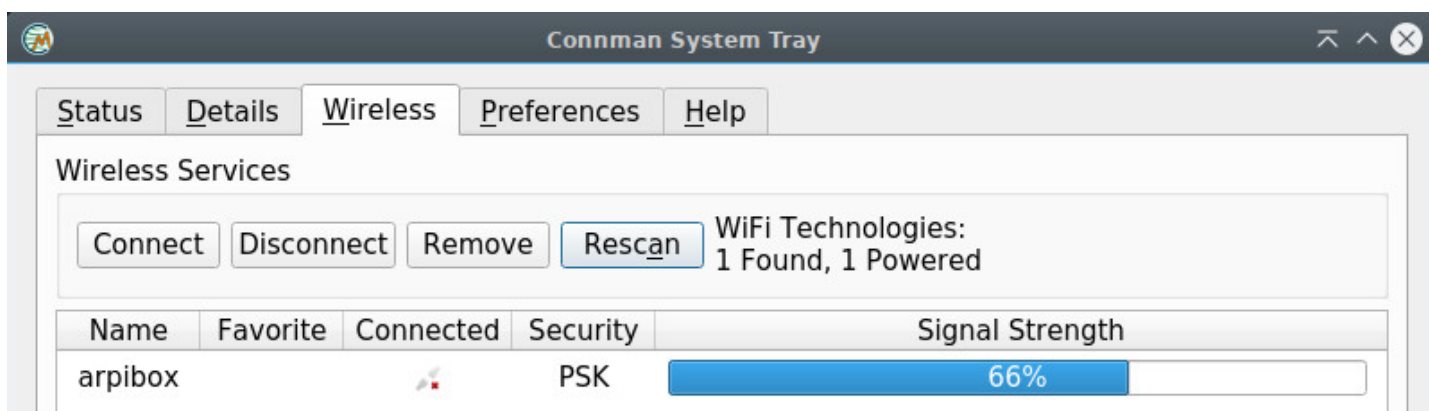 Connman System Tray
Status Details Wireless Preferences Help
Wireless Services
Connect Disconnect Remove Rescan WiFi Technologies:
1 Found, 1 Powered
Name Favorite Connected Security Signal Strength
arpibox PSK 66%